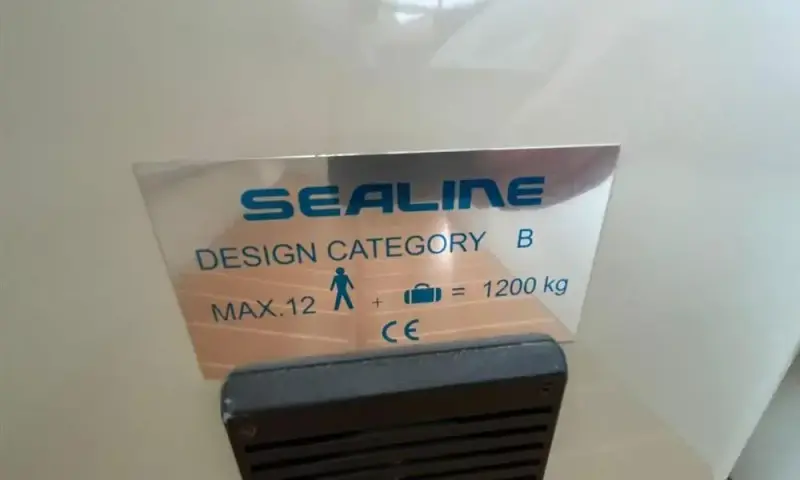 SEALINE
DESIGN CATEGORY B
MAX.12 + = 1200 kg
CE